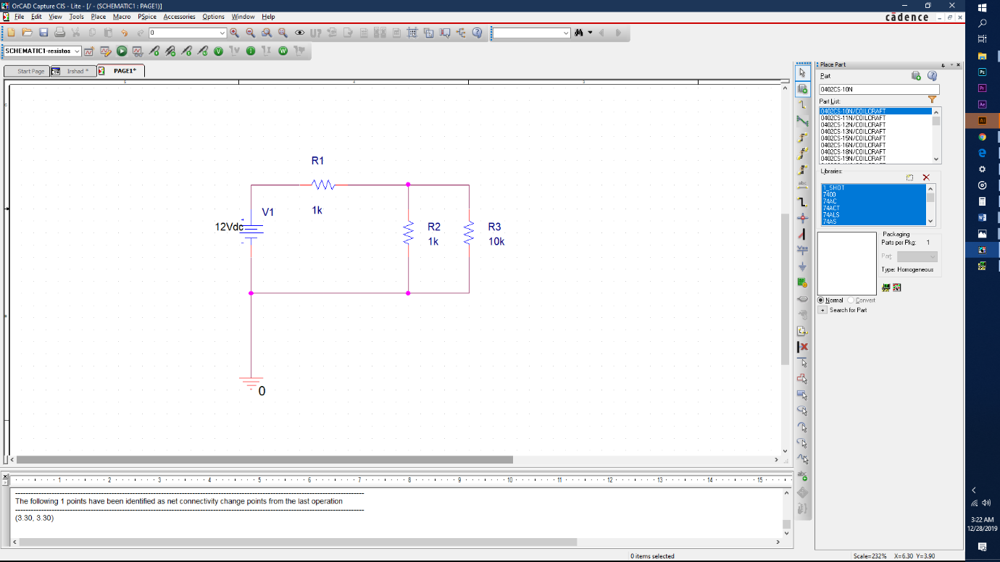 OrCAD Capture CIS - Lite - [/ - (SCHEMATIC1 : PAGE1)]
File Edit View Tools Place Macro PSpice Accessories Options Window Help
cādence
0
U?
SCHEMATIC1-resistos
V I W
Start Page Irshad * PAGE1*
5 4 3
R1
1k
V1
12Vdc
+
-
R2
1k
R3
10k
0
Place Part
Part
0402CS-10N
Part List:
0402CS-10N/COILCRAFT
0402CS-11N/COILCRAFT
0402CS-12N/COILCRAFT
0402CS-13N/COILCRAFT
0402CS-15N/COILCRAFT
0402CS-16N/COILCRAFT
0402CS-18N/COILCRAFT
0402CS-19N/COILCRAFT
Libraries:
1_SHOT
7400
74AC
74ACT
74ALS
74AS
Packaging
Parts per Pkg: 1
Part:
Type: Homogeneous
Normal Convert
Search for Part
1 2 3 4 5 6 7 8 9 10 11 12 13 14 15
The following 1 points have been identified as net connectivity change points from the last operation
(3.30, 3.30)
0 items selected
Scale=232% X=6.30 Y=3.90
Ps
Pr
Ae
Ai
3:22 AM
12/28/2019